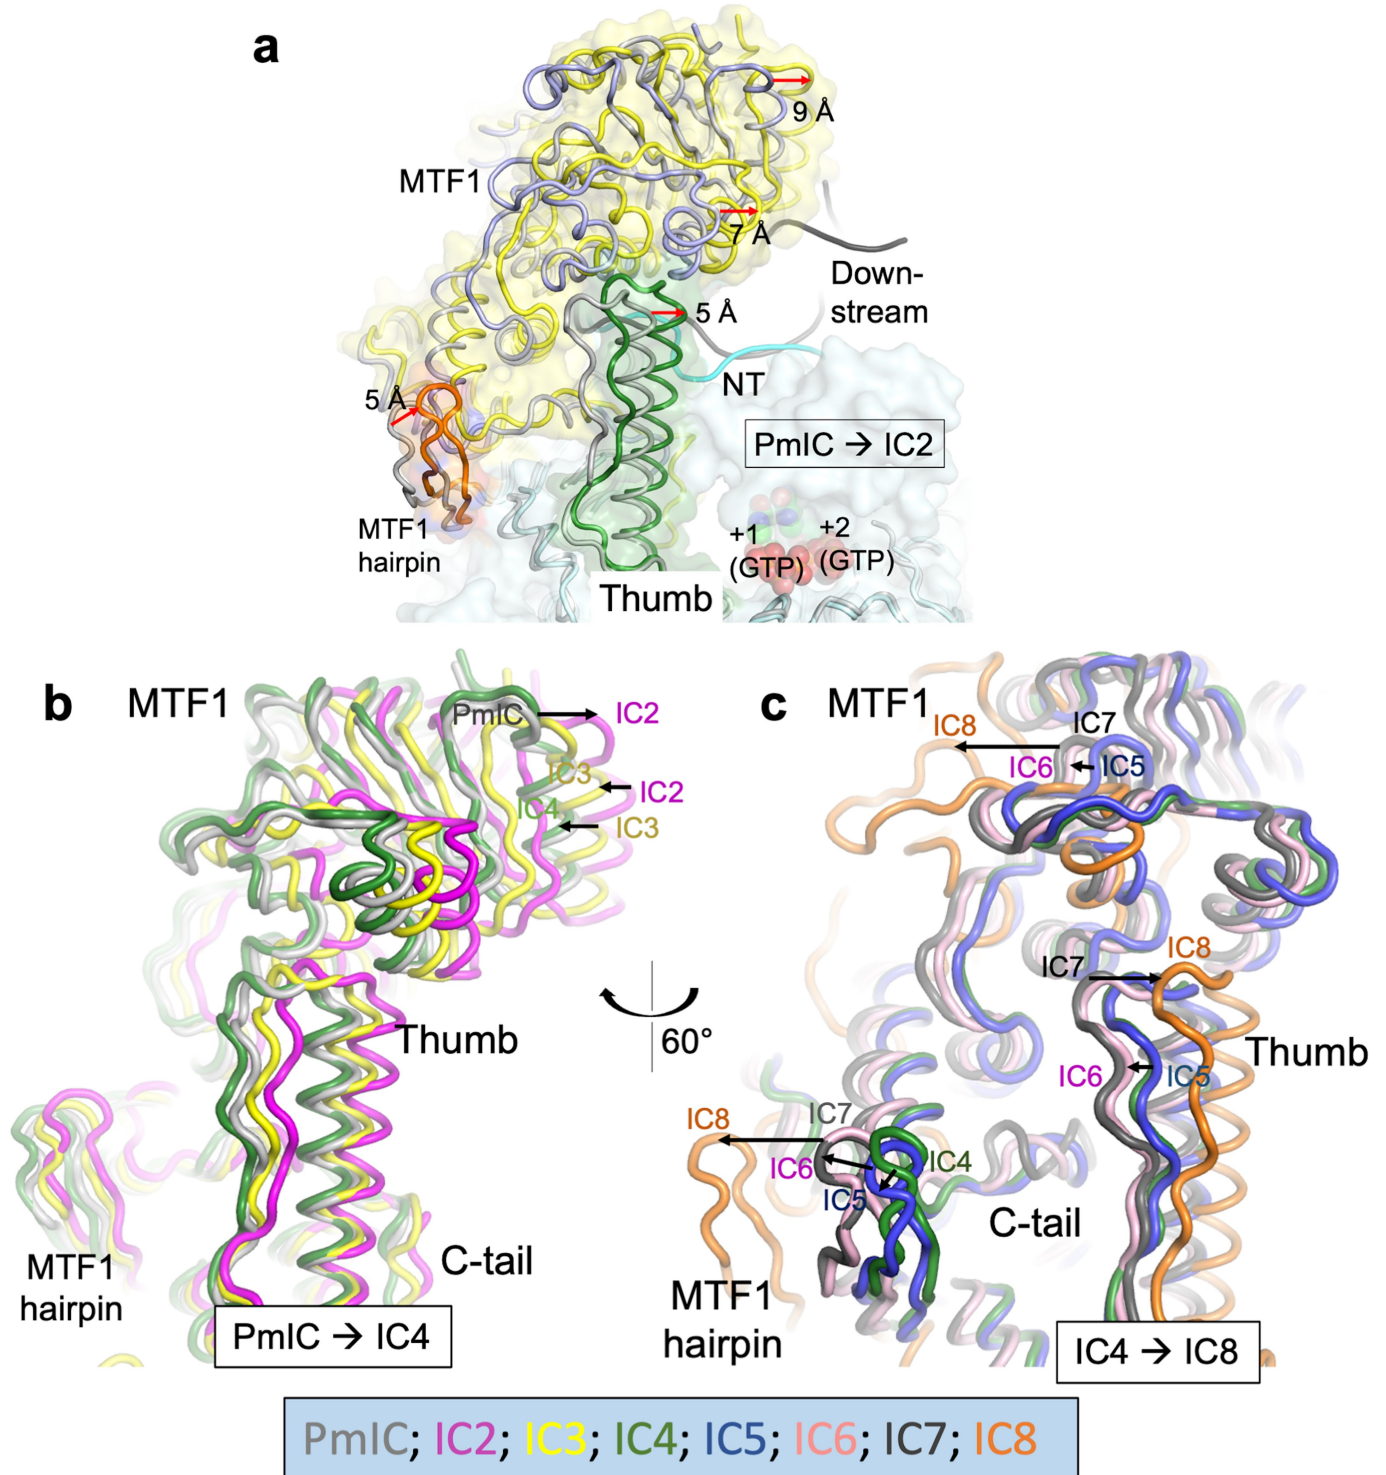 a
9 Å
MTF1
7 Å
Down-
stream
5 Å
NT
5 Å
PmIC → IC2
MTF1
hairpin
+1
(GTP)
+2
(GTP)
Thumb
b
MTF1
PmIC
IC2
IC3
IC2
IC4
IC3
Thumb
MTF1
hairpin
C-tail
PmIC → IC4
60°
c
MTF1
IC8
IC7
IC6
IC5
IC7
IC8
Thumb
IC6
IC5
IC8
IC7
IC6
IC4
IC5
C-tail
MTF1
hairpin
IC4 → IC8
PmIC; IC2; IC3; IC4; IC5; IC6; IC7; IC8